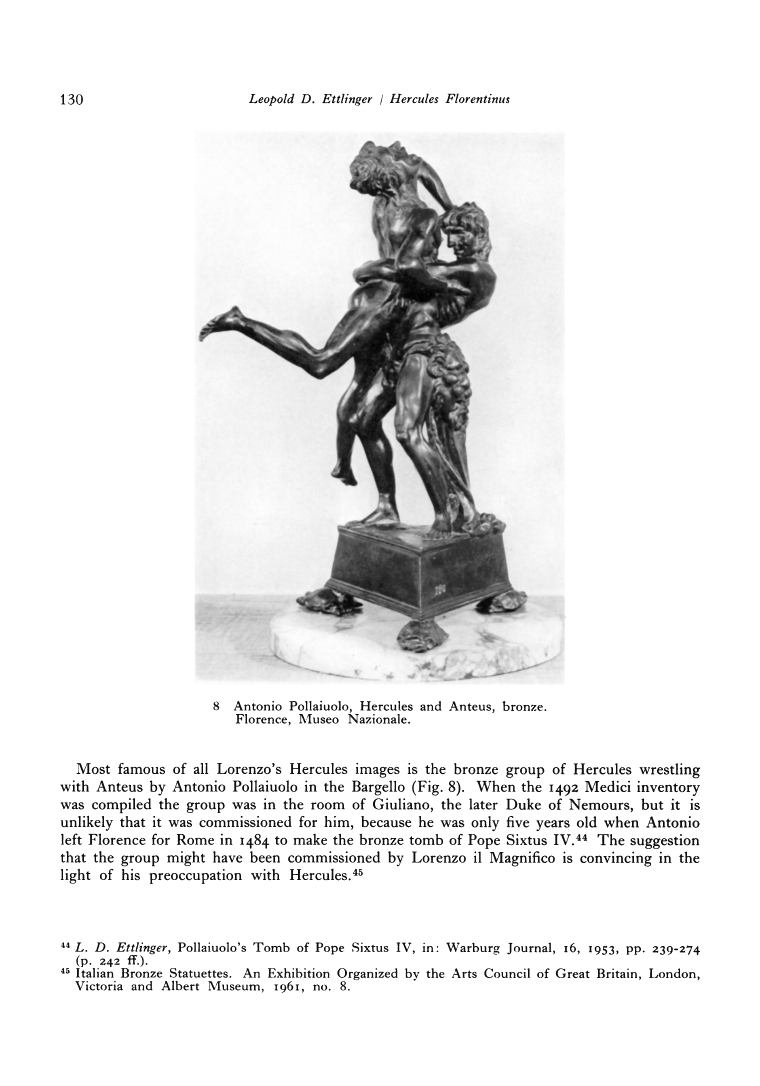 130
Leopold D. Ettlinger / Hercules Florentinus
8 Antonio Pollaiuolo, Hercules and Anteus, bronze.
Florence, Museo Nazionale.
Most famous of all Lorenzo's Hercules images is the bronze group of Hercules wrestling
with Anteus by Antonio Pollaiuolo in the Bargello (Fig. 8). When the 1492 Medici inventory
was compiled the group was in the room of Giuliano, the later Duke of Nemours, but it is
unlikely that it was commissioned for him, because he was only five years old when Antonio
left Florence for Rome in 1484 to make the bronze tomb of Pope Sixtus IV.⁴⁴ The suggestion
that the group might have been commissioned by Lorenzo il Magnifico is convincing in the
light of his preoccupation with Hercules.⁴⁵
⁴⁴ L. D. Ettlinger, Pollaiuolo's Tomb of Pope Sixtus IV, in: Warburg Journal, 16, 1953, pp. 239-274
(p. 242 ff.).
⁴⁵ Italian Bronze Statuettes. An Exhibition Organized by the Arts Council of Great Britain, London,
Victoria and Albert Museum, 1961, no. 8.